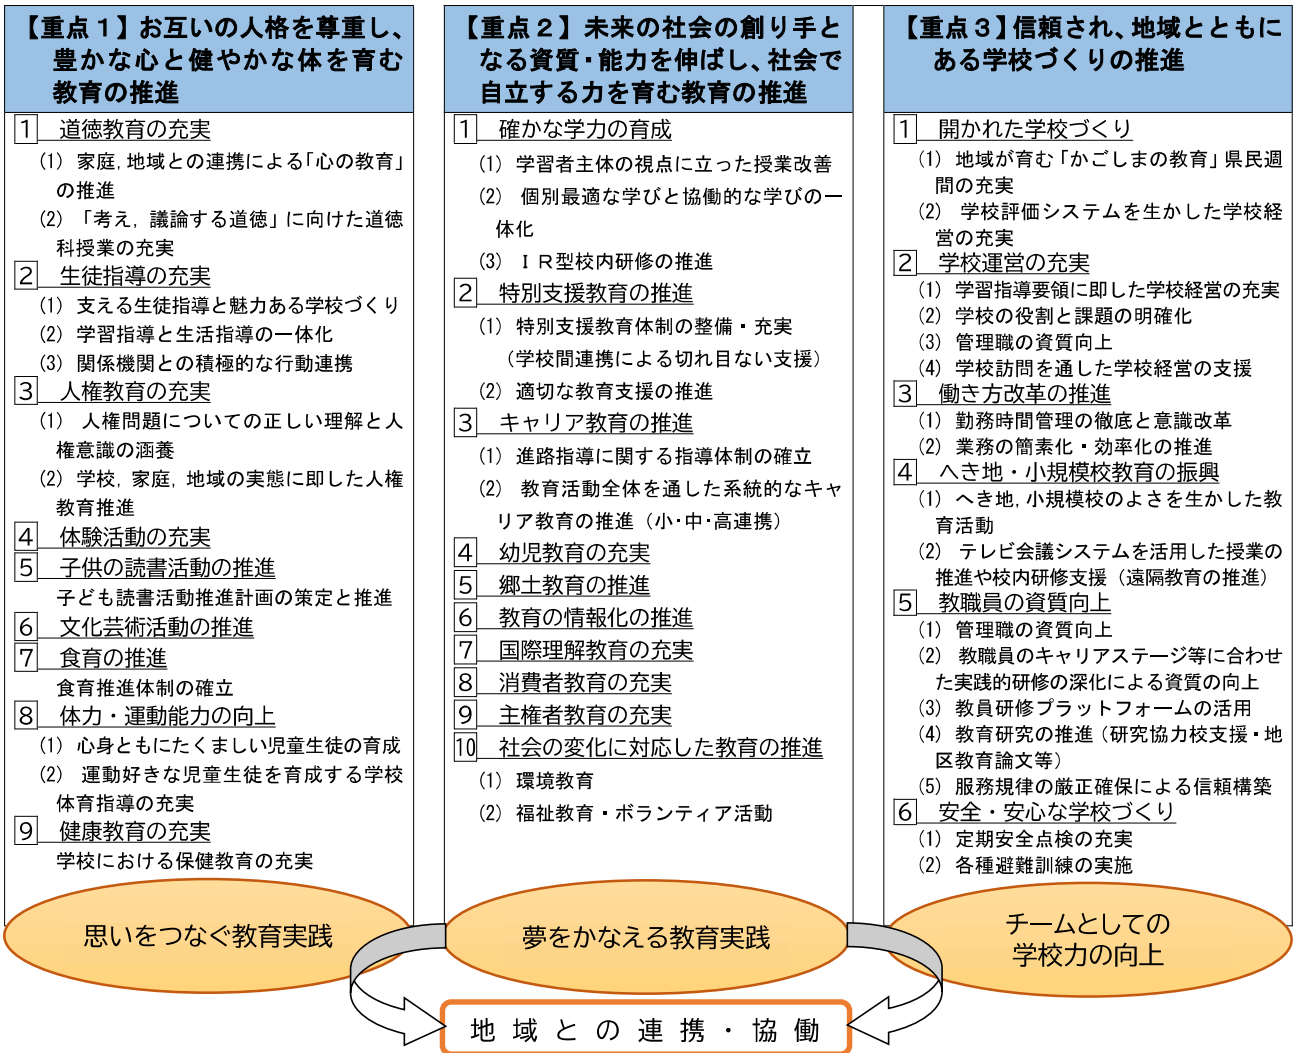 【重点１】お互いの人格を尊重し、
豊かな心と健やかな体を育む
教育の推進
1 道徳教育の充実
(1) 家庭，地域との連携による「心の教育」
の推進
(2) 「考え，議論する道徳」に向けた道徳
科授業の充実
2 生徒指導の充実
(1) 支える生徒指導と魅力ある学校づくり
(2) 学習指導と生活指導の一体化
(3) 関係機関との積極的な行動連携
3 人権教育の充実
(1) 人権問題についての正しい理解と人
権意識の涵養
(2) 学校，家庭，地域の実態に即した人権
教育推進
4 体験活動の充実
5 子供の読書活動の推進
子ども読書活動推進計画の策定と推進
6 文化芸術活動の推進
7 食育の推進
食育推進体制の確立
8 体力・運動能力の向上
(1) 心身ともにたくましい児童生徒の育成
(2) 運動好きな児童生徒を育成する学校
体育指導の充実
9 健康教育の充実
学校における保健教育の充実
思いをつなぐ教育実践
【重点２】未来の社会の創り手と
なる資質・能力を伸ばし、社会で
自立する力を育む教育の推進
1 確かな学力の育成
(1) 学習者主体の視点に立った授業改善
(2) 個別最適な学びと協働的な学びの一
体化
(3) ＩＲ型校内研修の推進
2 特別支援教育の推進
(1) 特別支援教育体制の整備・充実
（学校間連携による切れ目ない支援）
(2) 適切な教育支援の推進
3 キャリア教育の推進
(1) 進路指導に関する指導体制の確立
(2) 教育活動全体を通した系統的なキャ
リア教育の推進（小・中・高連携）
4 幼児教育の充実
5 郷土教育の推進
6 教育の情報化の推進
7 国際理解教育の充実
8 消費者教育の充実
9 主権者教育の充実
10 社会の変化に対応した教育の推進
(1) 環境教育
(2) 福祉教育・ボランティア活動
夢をかなえる教育実践
【重点３】信頼され、地域とともに
ある学校づくりの推進
1 開かれた学校づくり
(1) 地域が育む「かごしまの教育」県民週
間の充実
(2) 学校評価システムを生かした学校経
営の充実
2 学校運営の充実
(1) 学習指導要領に即した学校経営の充実
(2) 学校の役割と課題の明確化
(3) 管理職の資質向上
(4) 学校訪問を通した学校経営の支援
3 働き方改革の推進
(1) 勤務時間管理の徹底と意識改革
(2) 業務の簡素化・効率化の推進
4 へき地・小規模校教育の振興
(1) へき地，小規模校のよさを生かした教
育活動
(2) テレビ会議システムを活用した授業の
推進や校内研修支援（遠隔教育の推進）
5 教職員の資質向上
(1) 管理職の資質向上
(2) 教職員のキャリアステージ等に合わせ
た実践的研修の深化による資質の向上
(3) 教員研修プラットフォームの活用
(4) 教育研究の推進（研究協力校支援・地
区教育論文等）
(5) 服務規律の厳正確保による信頼構築
6 安全・安心な学校づくり
(1) 定期安全点検の充実
(2) 各種避難訓練の実施
チームとしての
学校力の向上
地域との連携・協働